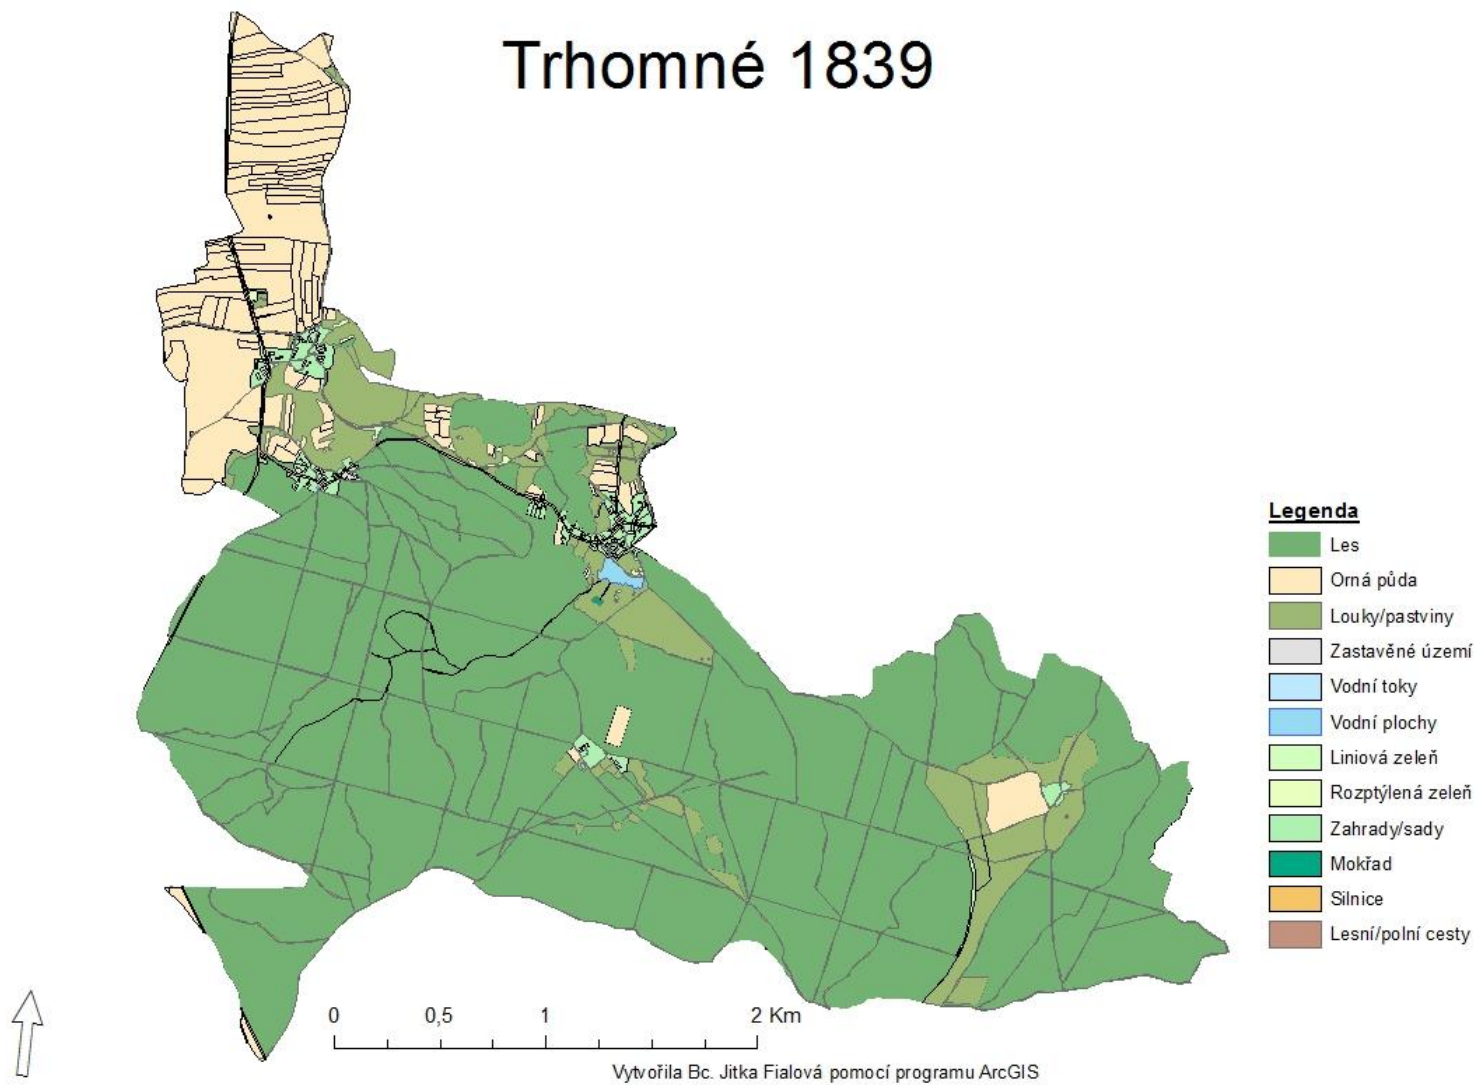 Trhomné 1839
Legenda
Les
Orná půda
Louky/pastviny
Zastavěné území
Vodní toky
Vodní plochy
Liniová zeleň
Rozptýlená zeleň
Zahrady/sady
Mokřad
Silnice
Lesní/polní cesty
0 0,5 1 2 Km
Vytvořila Bc. Jitka Fialová pomocí programu ArcGIS